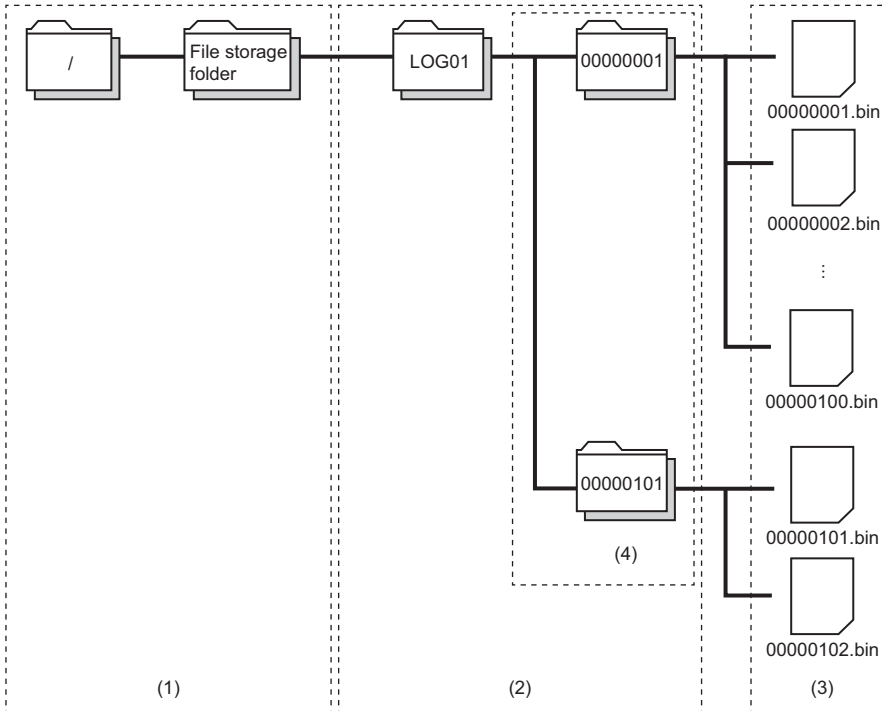 /
File storage
folder
LOG01
00000001
00000001.bin
00000002.bin
⋮
00000100.bin
00000101
00000101.bin
(4)
00000102.bin
(1)
(2)
(3)